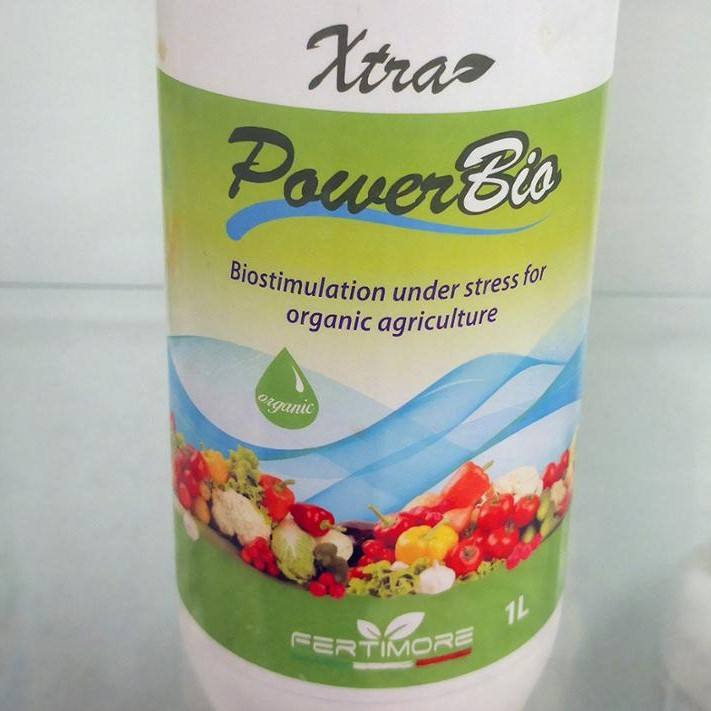 Xtra
PowerBio
Biostimulation under stress for
organic agriculture
organic
1L
FERTIMORE